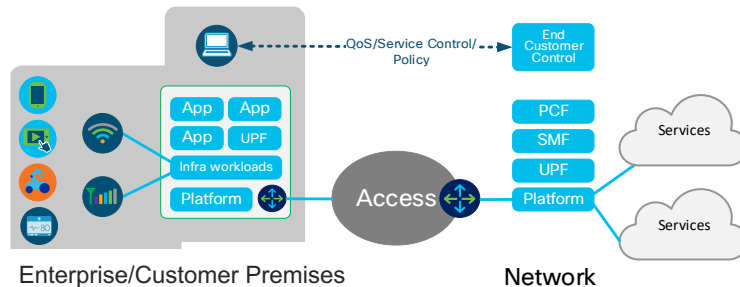 QoS/Service Control/
Policy
End
Customer
Control
App App
App UPF
Infra workloads
Platform
Access
PCF
SMF
UPF
Platform
Services
Services
80
Enterprise/Customer Premises
Network